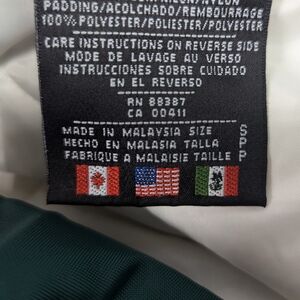 PADDING/ACOLCHADO/REMBOURRAGE
100% POLYESTER/POLIESTER/POLYESTER
CARE INSTRUCTIONS ON REVERSE SIDE
MODE DE LAVAGE AU VERSO
INSTRUCCIONES SOBRE CUIDADO
EN EL REVERSO
RN 88387
CA 00411
MADE IN MALAYSIA SIZE S
HECHO EN MALASIA TALLA P
FABRIQUE A MALAISIE TAILLE P